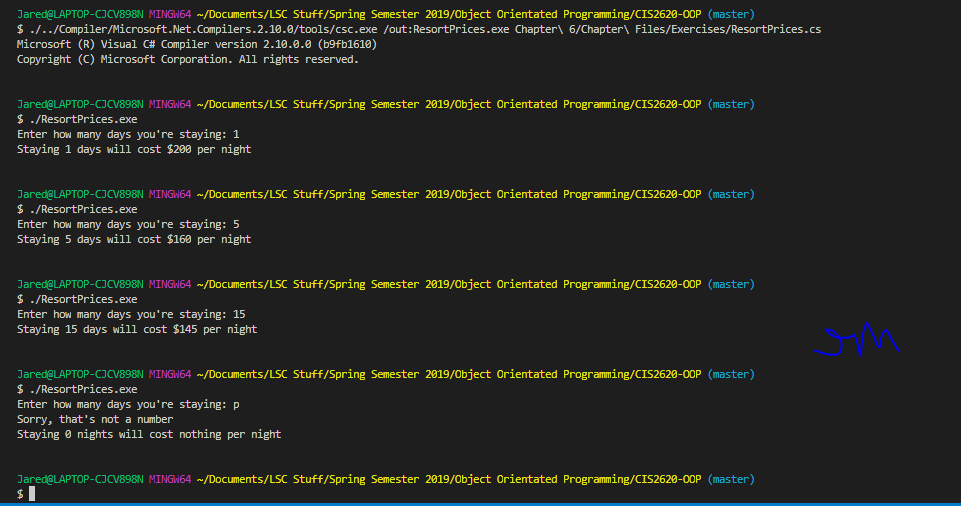 Jared@LAPTOP-CJCV898N MINGW64 ~/Documents/LSC Stuff/Spring Semester 2019/Object Orientated Programming/CIS2620-OOP (master)
$ ./../Compiler/Microsoft.Net.Compilers.2.10.0/tools/csc.exe /out:ResortPrices.exe Chapter\ 6/Chapter\ Files/Exercises/ResortPrices.cs
Microsoft (R) Visual C# Compiler version 2.10.0.0 (b9fb1610)
Copyright (C) Microsoft Corporation. All rights reserved.
Jared@LAPTOP-CJCV898N MINGW64 ~/Documents/LSC Stuff/Spring Semester 2019/Object Orientated Programming/CIS2620-OOP (master)
$ ./ResortPrices.exe
Enter how many days you're staying: 1
Staying 1 days will cost $200 per night
Jared@LAPTOP-CJCV898N MINGW64 ~/Documents/LSC Stuff/Spring Semester 2019/Object Orientated Programming/CIS2620-OOP (master)
$ ./ResortPrices.exe
Enter how many days you're staying: 5
Staying 5 days will cost $160 per night
Jared@LAPTOP-CJCV898N MINGW64 ~/Documents/LSC Stuff/Spring Semester 2019/Object Orientated Programming/CIS2620-OOP (master)
$ ./ResortPrices.exe
Enter how many days you're staying: 15
Staying 15 days will cost $145 per night
Jared@LAPTOP-CJCV898N MINGW64 ~/Documents/LSC Stuff/Spring Semester 2019/Object Orientated Programming/CIS2620-OOP (master)
$ ./ResortPrices.exe
Enter how many days you're staying: p
Sorry, that's not a number
Staying 0 nights will cost nothing per night
Jared@LAPTOP-CJCV898N MINGW64 ~/Documents/LSC Stuff/Spring Semester 2019/Object Orientated Programming/CIS2620-OOP (master)
$